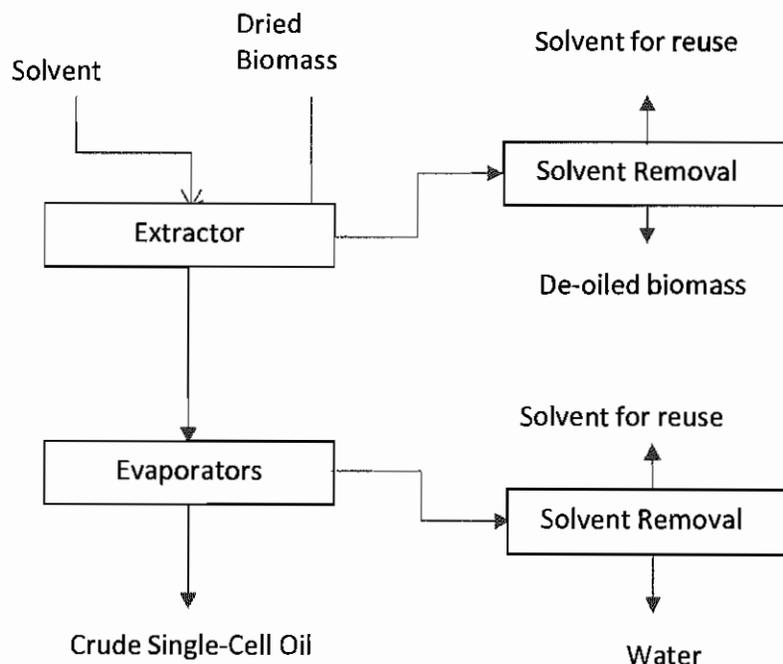 Dried
Biomass
Solvent
Solvent for reuse
Solvent Removal
Extractor
De-oiled biomass
Solvent for reuse
Evaporators
Solvent Removal
Crude Single-Cell Oil
Water